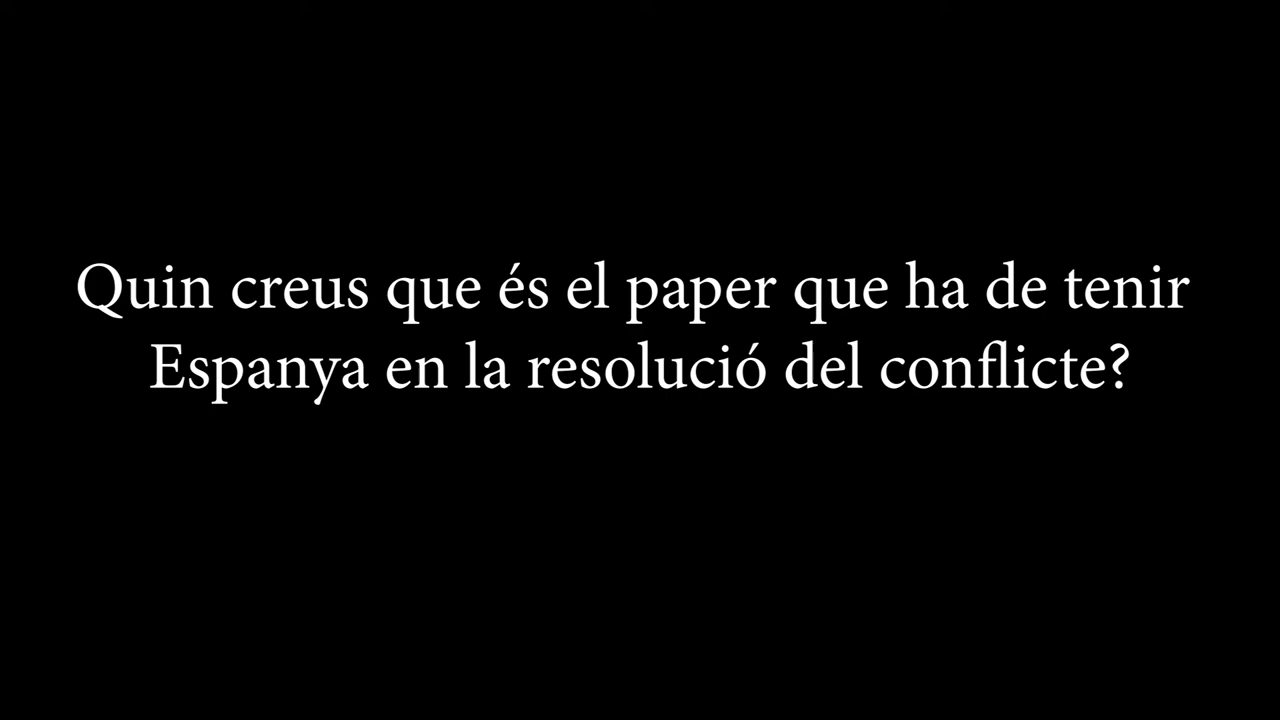 Quin creus que és el paper que ha de tenir
Espanya en la resolució del conflicte?